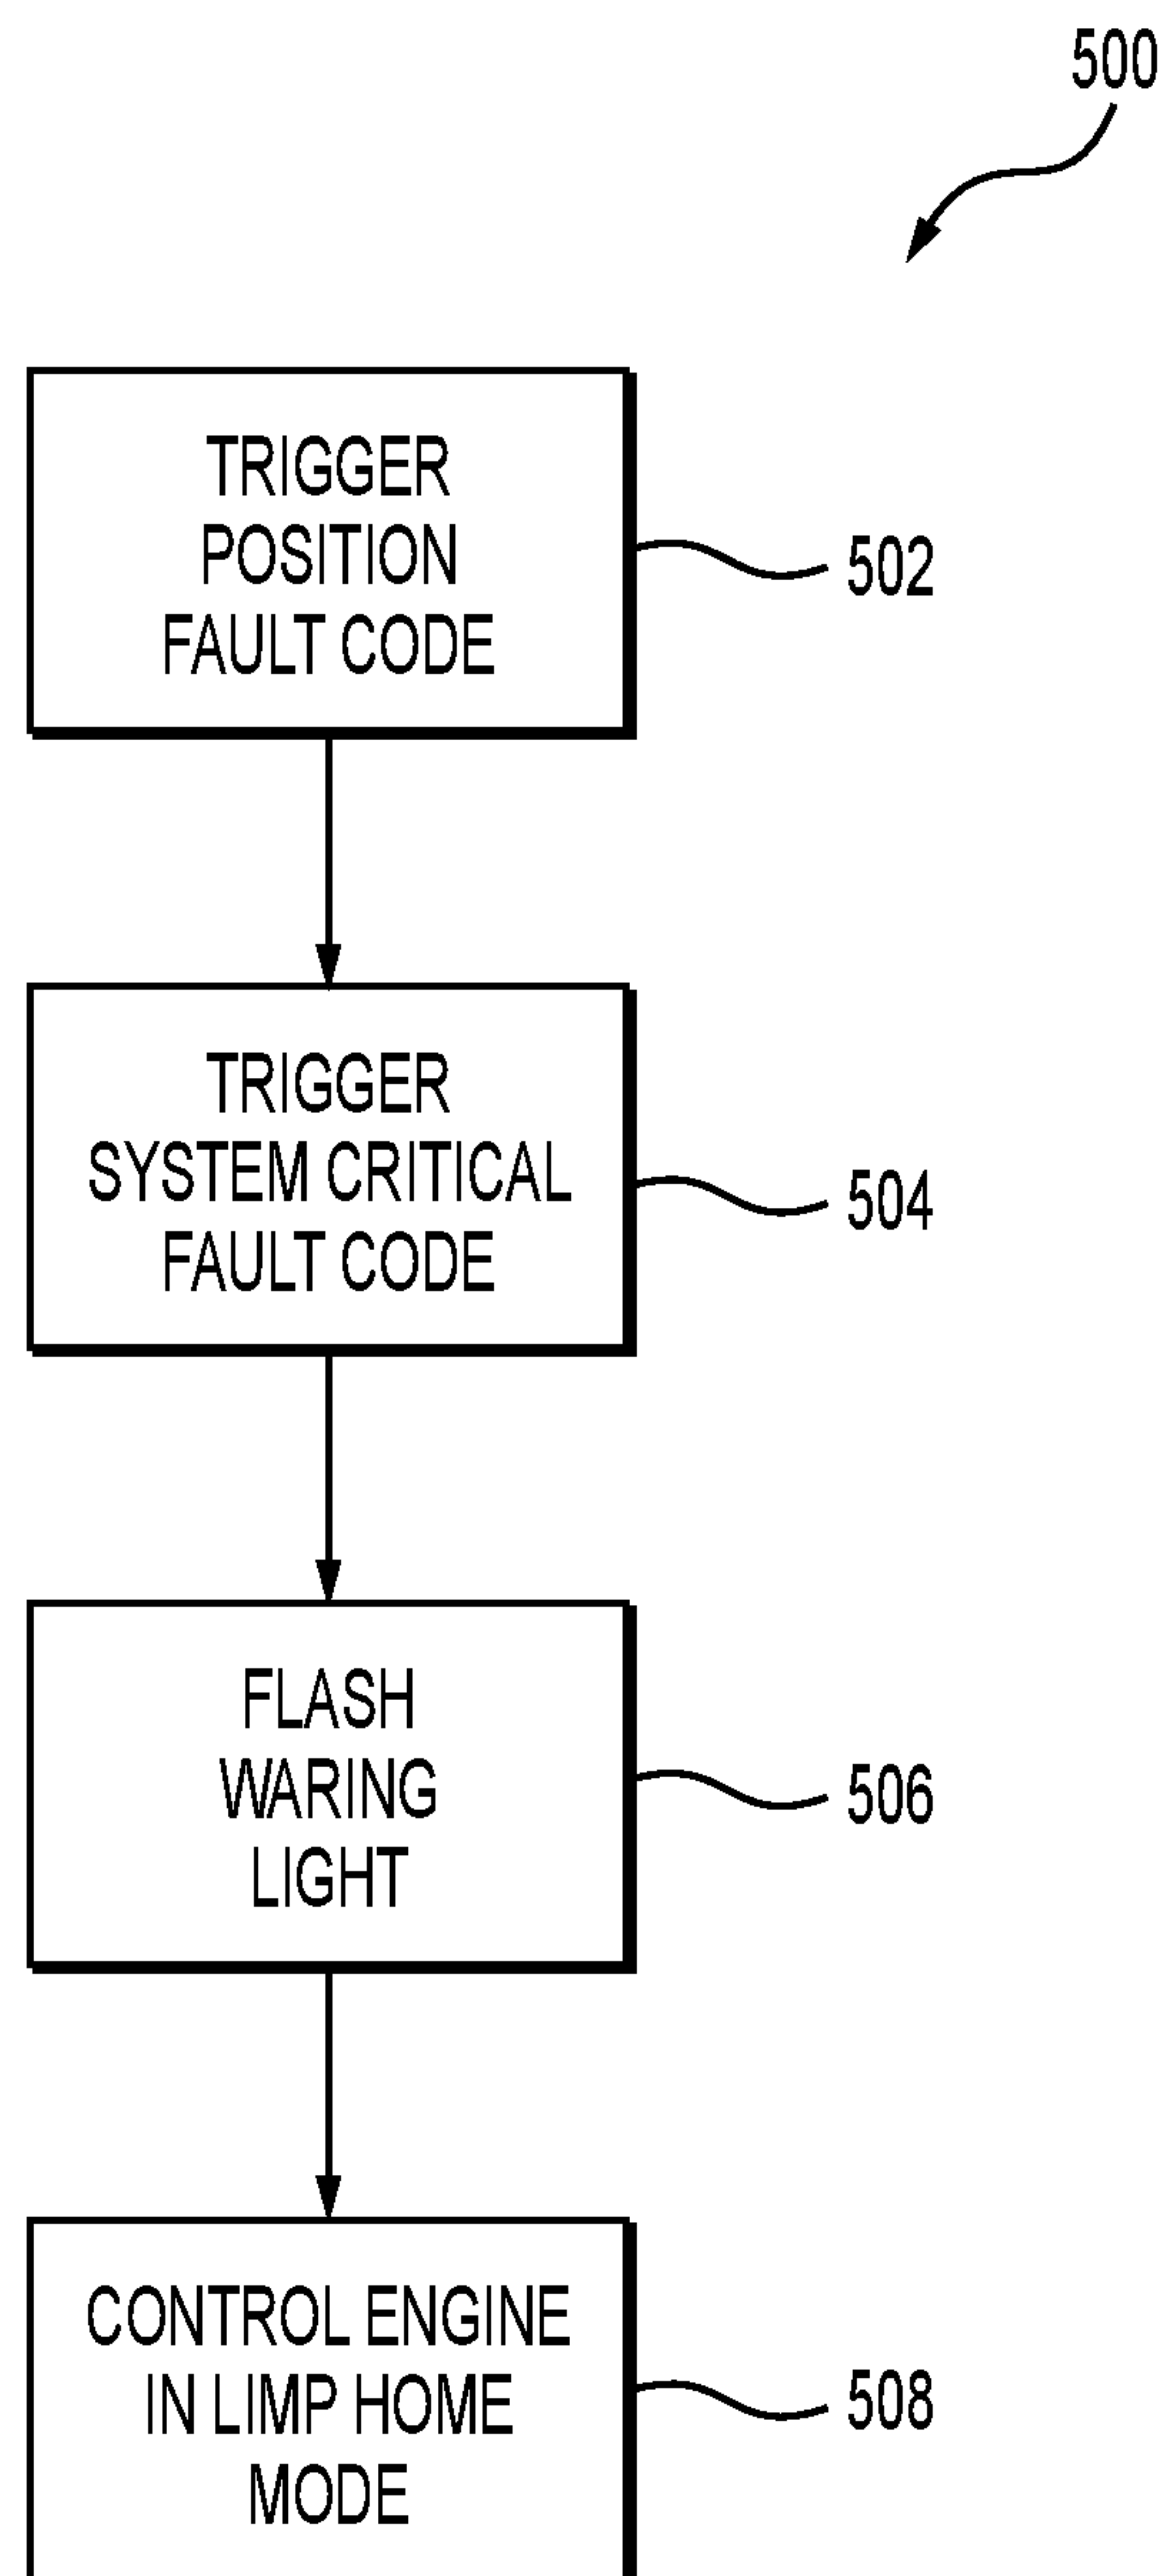 500
TRIGGER
POSITION
FAULT CODE
502
TRIGGER
SYSTEM CRITICAL
FAULT CODE
504
FLASH
WARING
LIGHT
506
CONTROL ENGINE
IN LIMP HOME
MODE
508